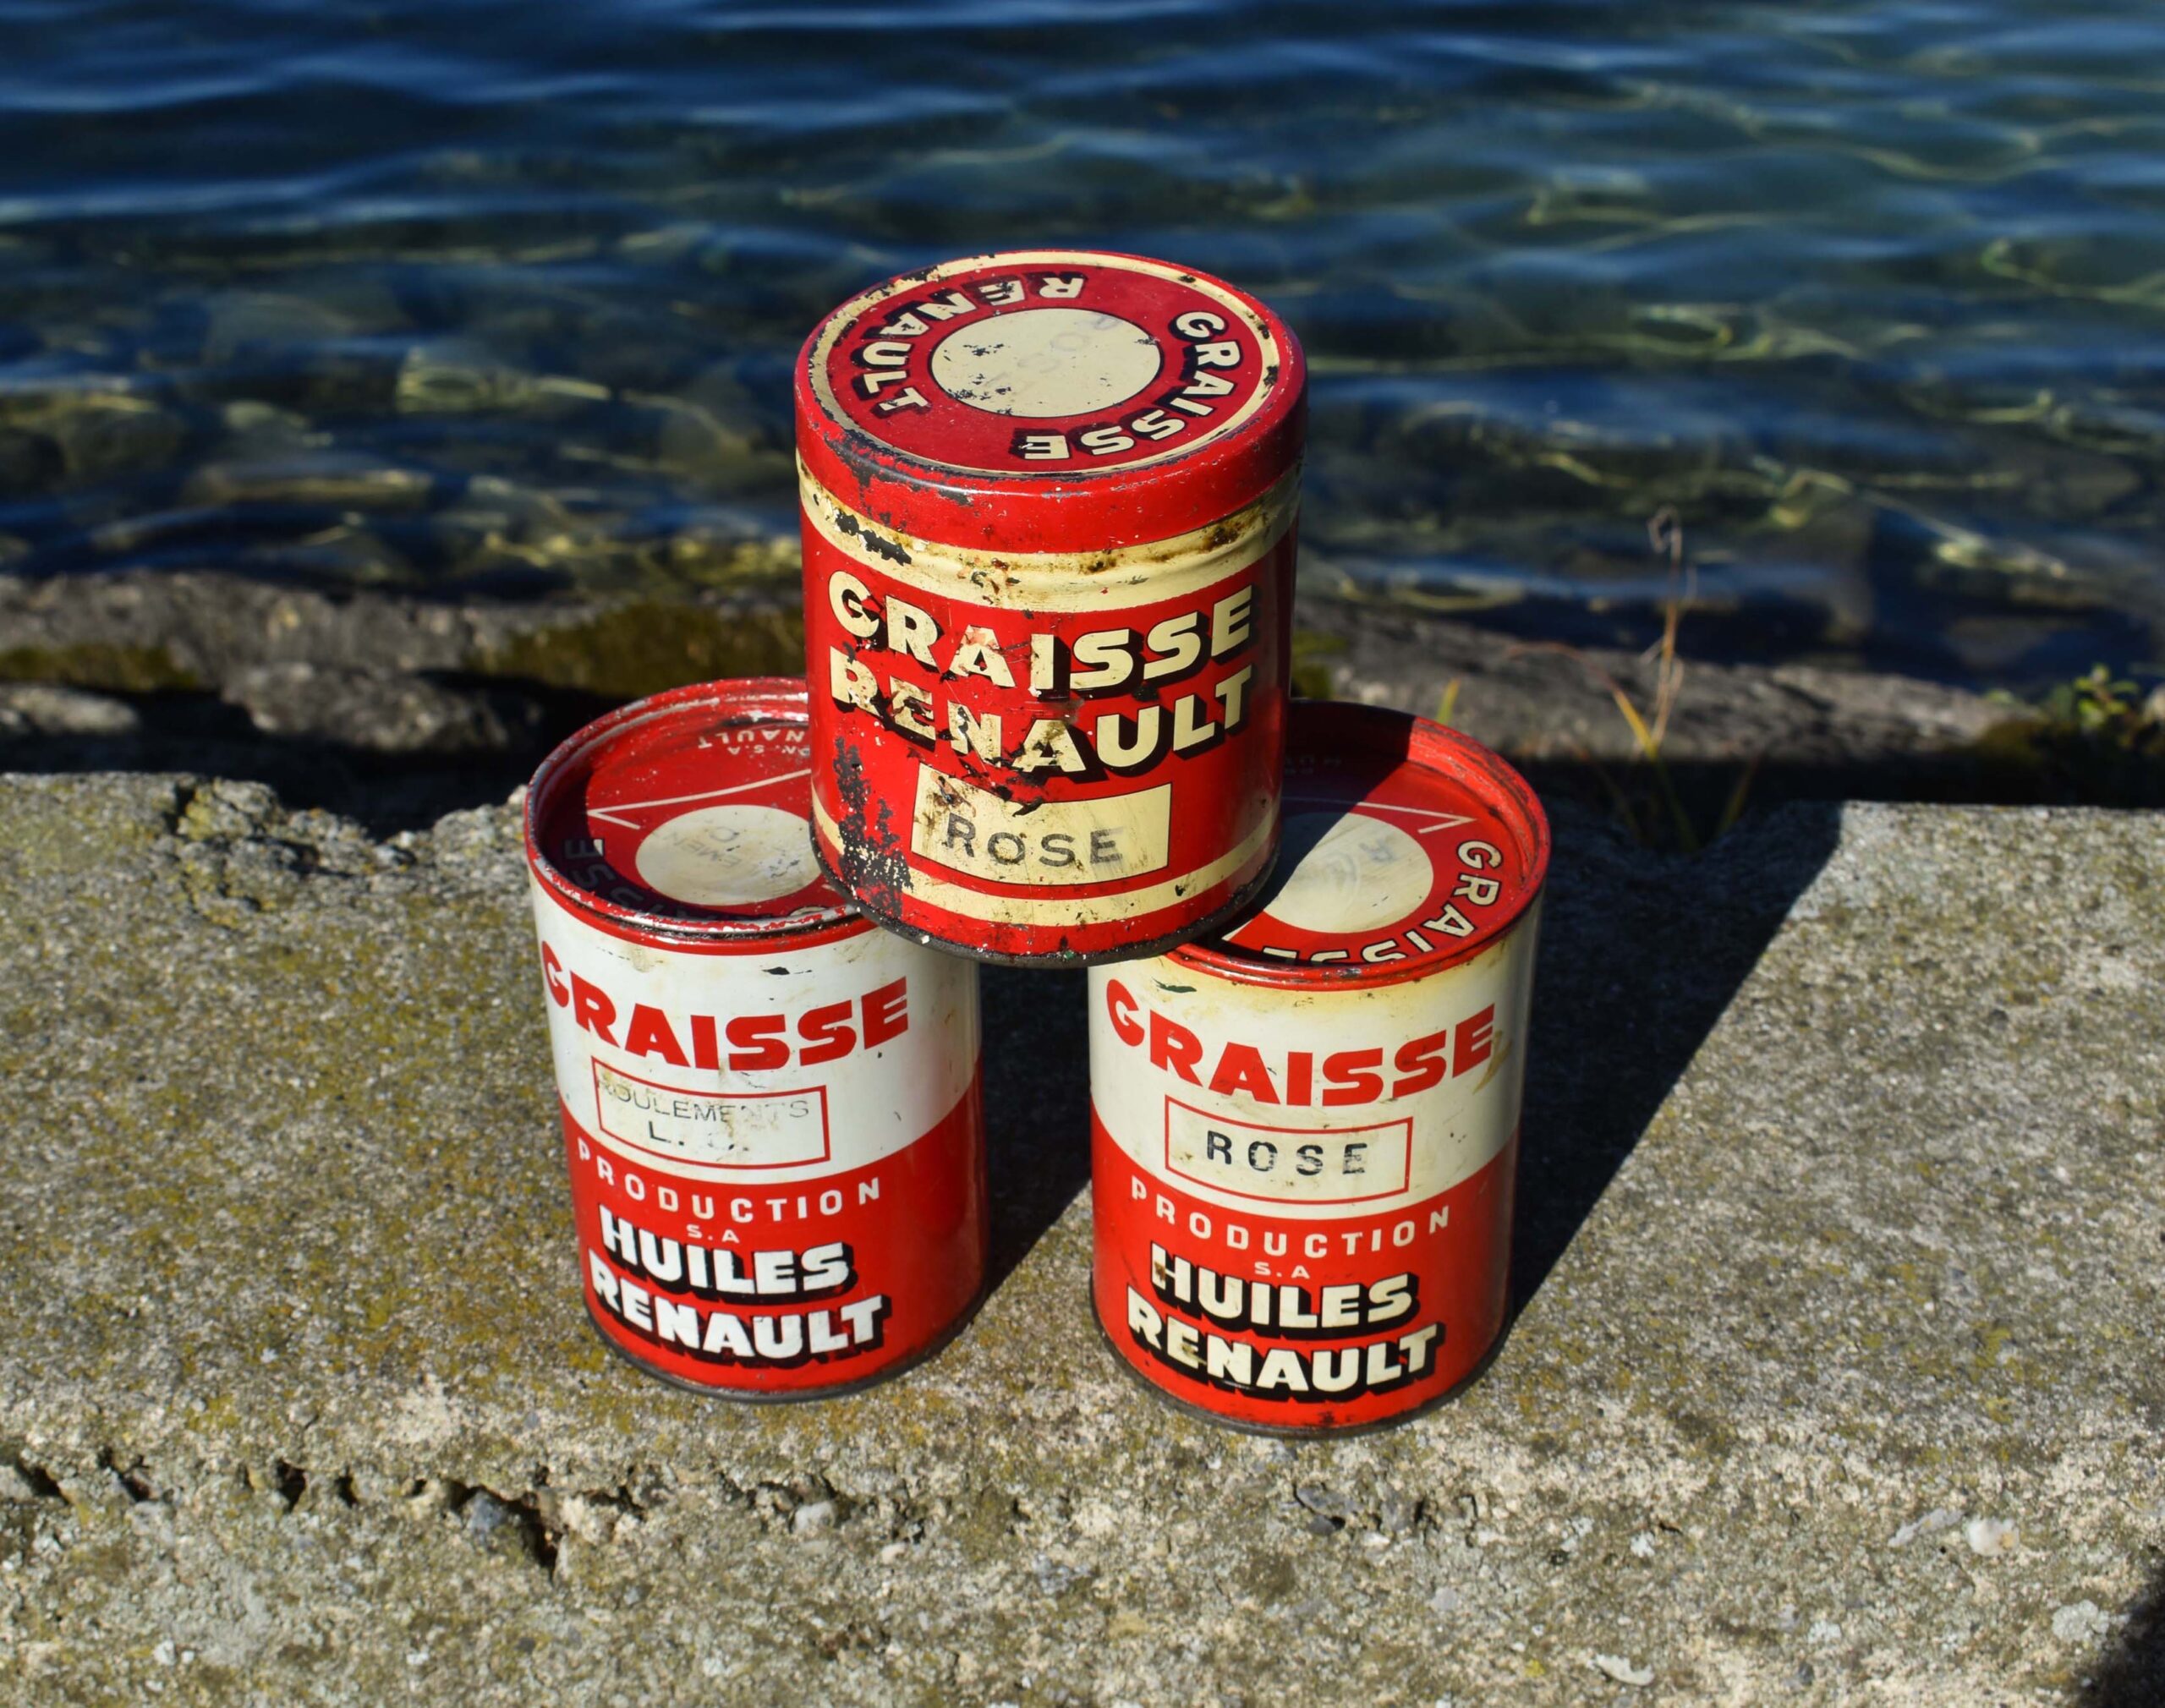 GRAISSE
RENAULT
GRAISSE
RENAULT
ROSE
GRAISSE
ROULEMENTS
L.
PRODUCTION
S.A
HUILES
RENAULT
GRAISSE
GRAISSE
ROSE
PRODUCTION
S.A
HUILES
RENAULT